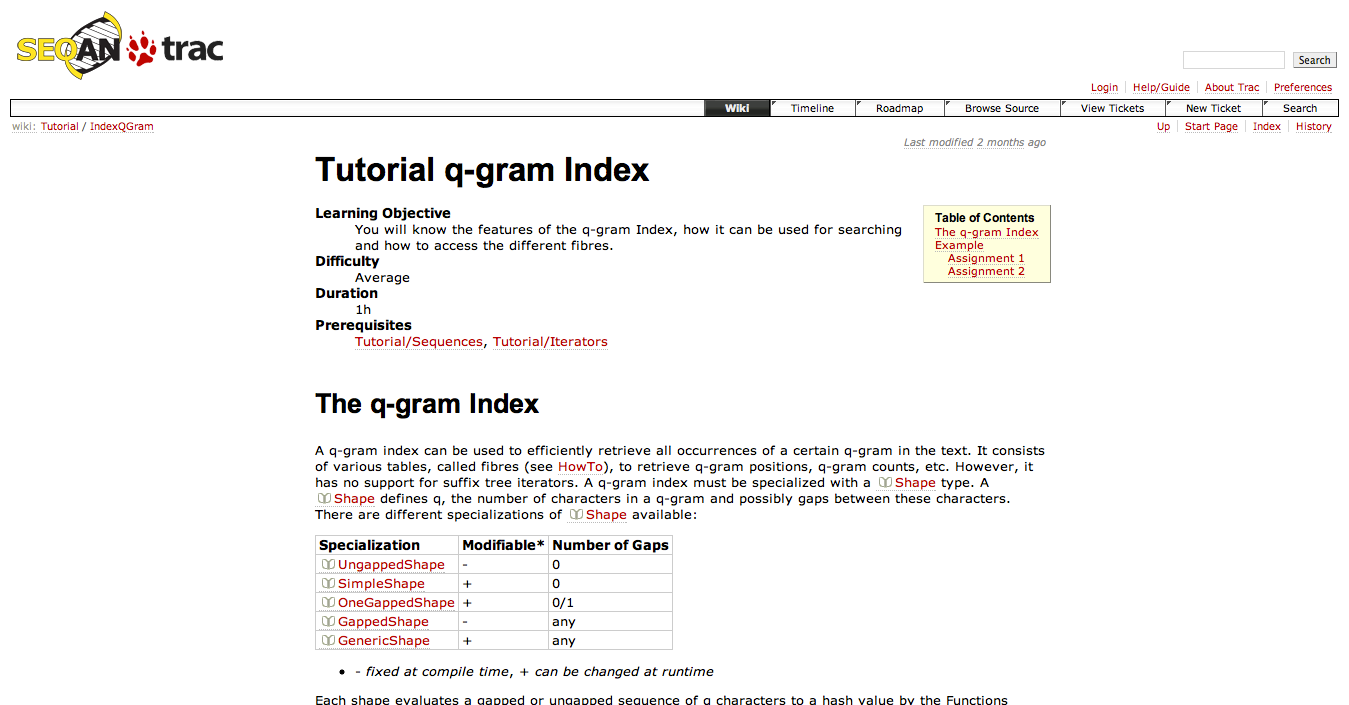 SEQAN trac
Search
Login Help/Guide About Trac Preferences
Wiki Timeline Roadmap Browse Source View Tickets New Ticket Search
wiki: Tutorial / IndexQGram
Up Start Page Index History
Last modified 2 months ago
Tutorial q-gram Index
Learning Objective
You will know the features of the q-gram Index, how it can be used for searching
and how to access the different fibres.
Difficulty
Average
Duration
1h
Prerequisites
Tutorial/Sequences, Tutorial/Iterators
Table of Contents
The q-gram Index
Example
Assignment 1
Assignment 2
The q-gram Index
A q-gram index can be used to efficiently retrieve all occurrences of a certain q-gram in the text. It consists
of various tables, called fibres (see HowTo), to retrieve q-gram positions, q-gram counts, etc. However, it
has no support for suffix tree iterators. A q-gram index must be specialized with a Shape type. A
Shape defines q, the number of characters in a q-gram and possibly gaps between these characters.
There are different specializations of Shape available:
Specialization Modifiable* Number of Gaps
UngappedShape - 0
SimpleShape + 0
OneGappedShape + 0/1
GappedShape - any
GenericShape + any
• - fixed at compile time, + can be changed at runtime
Each shape evaluates a gapped or ungapped sequence of q characters to a hash value by the Functions